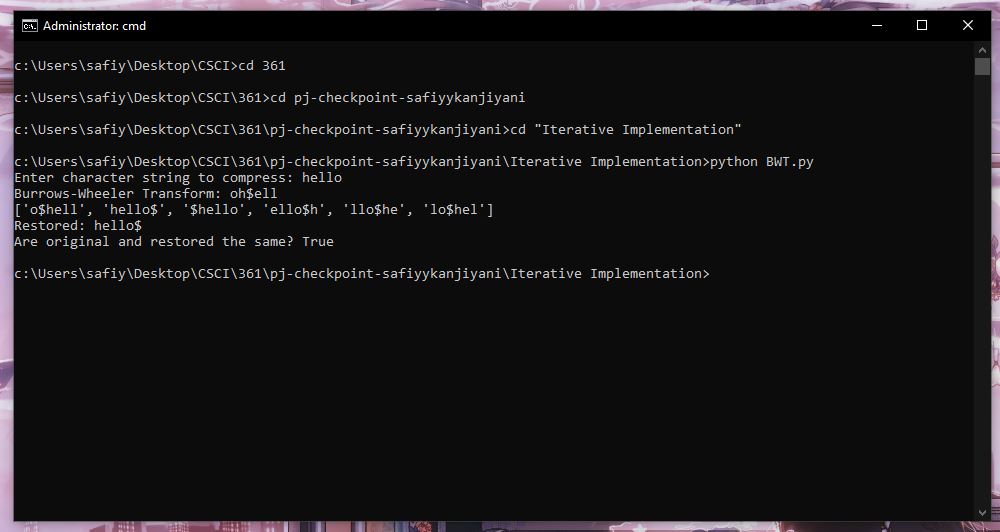 Administrator: cmd
c:\Users\safiy\Desktop\CSCI>cd 361
c:\Users\safiy\Desktop\CSCI\361>cd pj-checkpoint-safiyykanjiyani
c:\Users\safiy\Desktop\CSCI\361\pj-checkpoint-safiyykanjiyani>cd "Iterative Implementation"
c:\Users\safiy\Desktop\CSCI\361\pj-checkpoint-safiyykanjiyani\Iterative Implementation>python BWT.py
Enter character string to compress: hello
Burrows-Wheeler Transform: oh$ell
['o$hell', 'hello$', '$hello', 'ello$h', 'llo$he', 'lo$hel']
Restored: hello$
Are original and restored the same? True
c:\Users\safiy\Desktop\CSCI\361\pj-checkpoint-safiyykanjiyani\Iterative Implementation>